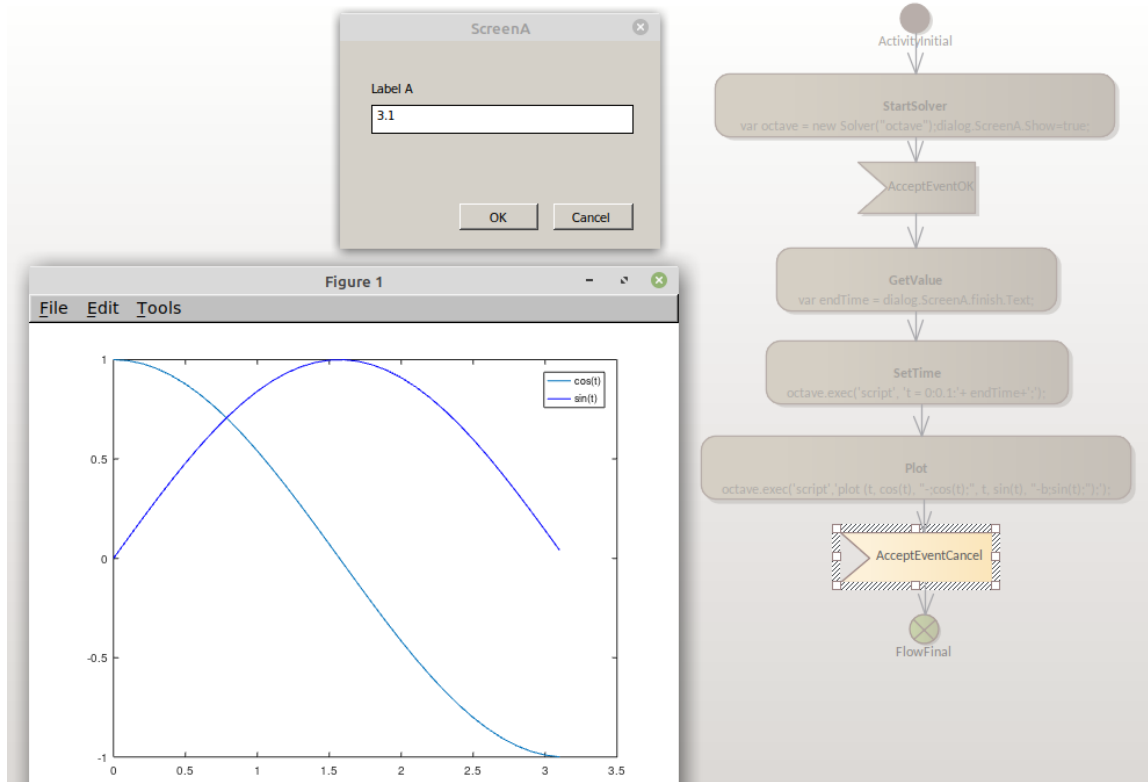 ScreenA
Label A
3.1
OK
Cancel
Figure 1
File Edit Tools
1
0.5
0
-0.5
-1
0 0.5 1 1.5 2 2.5 3 3.5
cos(t)
sin(t)
ActivityInitial
StartSolver
var octave = new Solver("octave");dialog.ScreenA.Show=true;
AcceptEventOK
GetValue
var endTime = dialog.ScreenA.finish.Text;
SetTime
octave.exec('script', 't = 0:0.1:'+ endTime+';');
Plot
octave.exec('script','plot (t, cos(t), "-;cos(t);", t, sin(t), "-b;sin(t);");');
AcceptEventCancel
FlowFinal